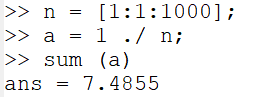 >> n = [1:1:1000];
>> a = 1 ./ n;
>> sum (a)
ans = 7.4855